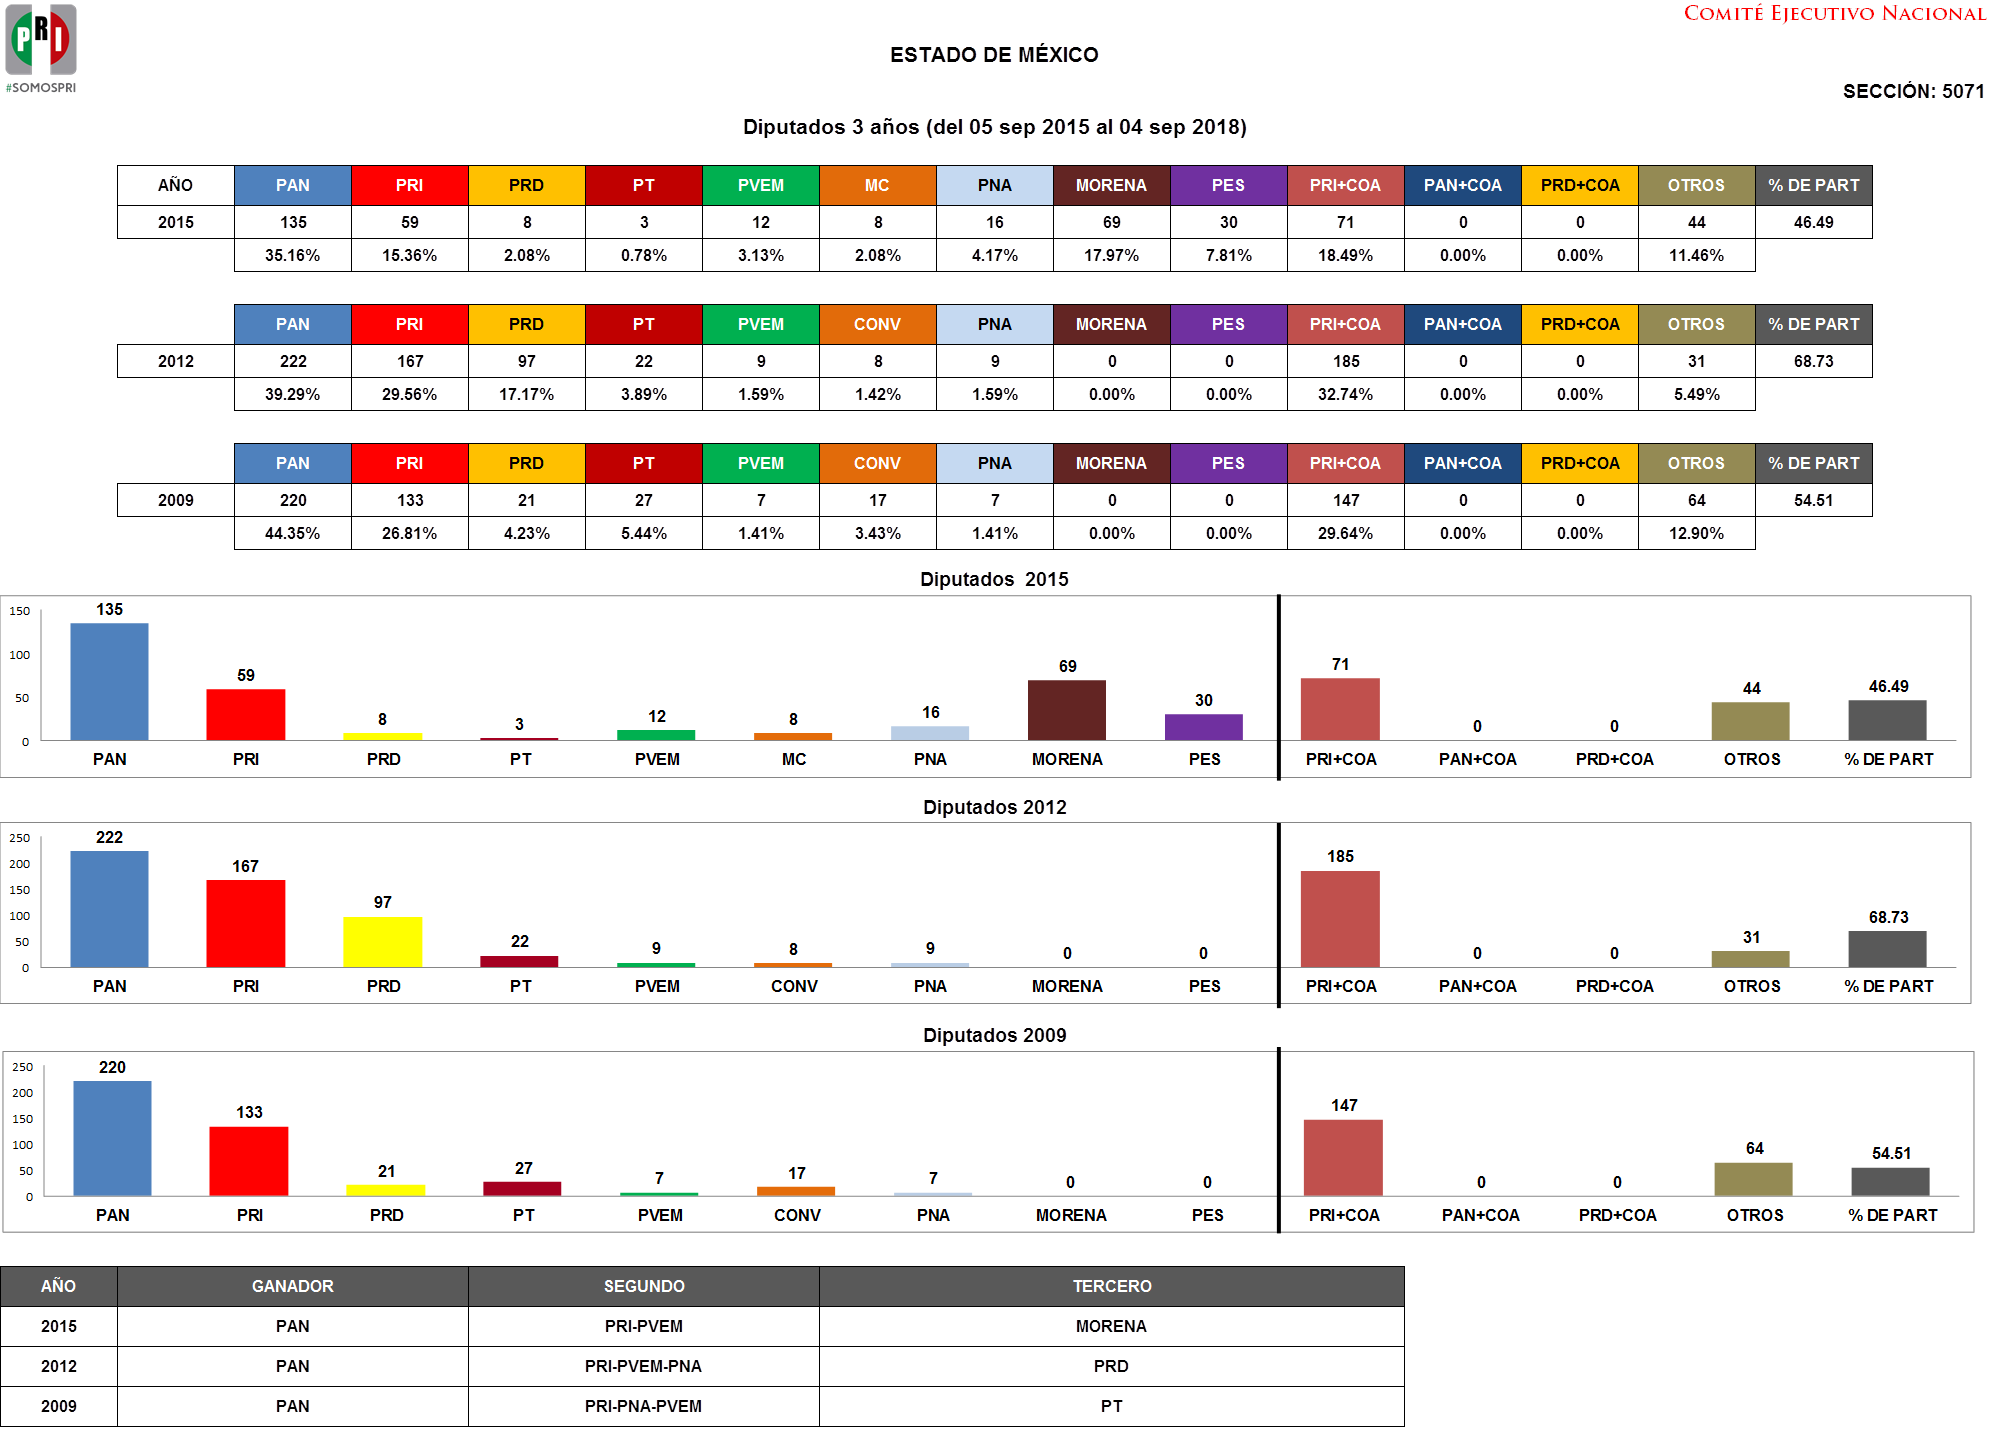 PRI
#SOMOSPRI
COMITÉ EJECUTIVO NACIONAL
ESTADO DE MÉXICO
SECCIÓN: 5071
Diputados 3 años (del 05 sep 2015 al 04 sep 2018)
AÑO PAN PRI PRD PT PVEM MC PNA MORENA PES PRI+COA PAN+COA PRD+COA OTROS % DE PART
2015 135 59 8 3 12 8 16 69 30 71 0 0 44 46.49
35.16% 15.36% 2.08% 0.78% 3.13% 2.08% 4.17% 17.97% 7.81% 18.49% 0.00% 0.00% 11.46%
PAN PRI PRD PT PVEM CONV PNA MORENA PES PRI+COA PAN+COA PRD+COA OTROS % DE PART
2012 222 167 97 22 9 8 9 0 0 185 0 0 31 68.73
39.29% 29.56% 17.17% 3.89% 1.59% 1.42% 1.59% 0.00% 0.00% 32.74% 0.00% 0.00% 5.49%
PAN PRI PRD PT PVEM CONV PNA MORENA PES PRI+COA PAN+COA PRD+COA OTROS % DE PART
2009 220 133 21 27 7 17 7 0 0 147 0 0 64 54.51
44.35% 26.81% 4.23% 5.44% 1.41% 3.43% 1.41% 0.00% 0.00% 29.64% 0.00% 0.00% 12.90%
Diputados 2015
150
100
50
0
135 59 8 3 12 8 16 69 30 71 0 0 44 46.49
PAN PRI PRD PT PVEM MC PNA MORENA PES PRI+COA PAN+COA PRD+COA OTROS % DE PART
Diputados 2012
250
200
150
100
50
0
222 167 97 22 9 8 9 0 0 185 0 0 31 68.73
PAN PRI PRD PT PVEM CONV PNA MORENA PES PRI+COA PAN+COA PRD+COA OTROS % DE PART
Diputados 2009
250
200
150
100
50
0
220 133 21 27 7 17 7 0 0 147 0 0 64 54.51
PAN PRI PRD PT PVEM CONV PNA MORENA PES PRI+COA PAN+COA PRD+COA OTROS % DE PART
AÑO GANADOR SEGUNDO TERCERO
2015 PAN PRI-PVEM MORENA
2012 PAN PRI-PVEM-PNA PRD
2009 PAN PRI-PNA-PVEM PT